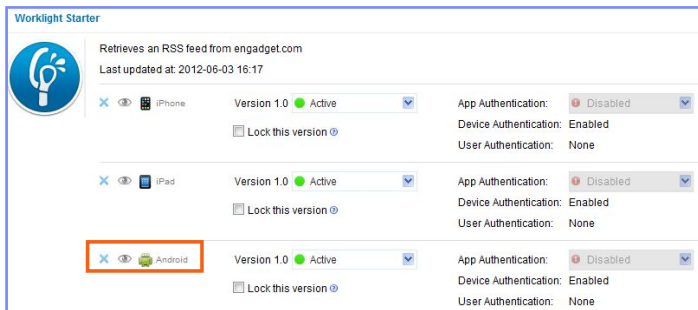 Worklight Starter
Retrieves an RSS feed from engadget.com
Last updated at: 2012-06-03 16:17
iPhone Version 1.0 Active App Authentication: Disabled
Lock this version Device Authentication: Enabled
User Authentication: None
iPad Version 1.0 Active App Authentication: Disabled
Lock this version Device Authentication: Enabled
User Authentication: None
Android Version 1.0 Active App Authentication: Disabled
Lock this version Device Authentication: Enabled
User Authentication: None